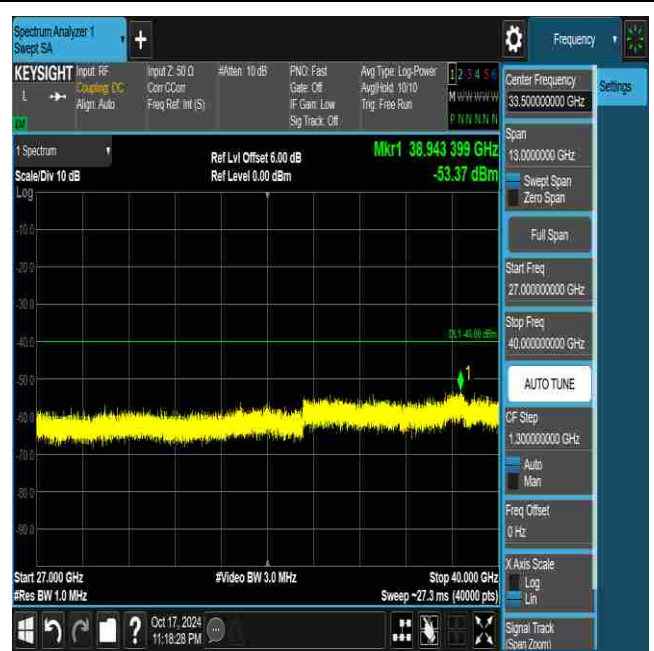 Spectrum Analyzer 1
Swept SA
+
Frequency
KEYSIGHT
L
Input: RF
Coupling: DC
Align: Auto
Input Z: 50 Ω
Corr CCorr
Freq Ref: Int (S)
#Atten: 10 dB
PNO: Fast
Gate: Off
IF Gain: Low
Sig Track: Off
Avg Type: Log-Power
Avg|Hold: 10/10
Trig: Free Run
1 2 3 4 5 6
M W W W W W
P N N N N N
1 Spectrum
Scale/Div 10 dB
Log
Ref Lvl Offset 6.00 dB
Ref Level 0.00 dBm
Mkr1 38.943 399 GHz
-53.37 dBm
-10.0
-20.0
-30.0
-40.0
-50.0
-60.0
-70.0
-80.0
-90.0
1
Start 27.000 GHz
#Res BW 1.0 MHz
#Video BW 3.0 MHz
Stop 40.000 GHz
Sweep ~27.3 ms (40000 pts)
Oct 17, 2024
11:18:28 PM
Center Frequency
33.500000000 GHz
Settings
Span
13.0000000 GHz
Swept Span
Zero Span
Full Span
Start Freq
27.000000000 GHz
Stop Freq
40.000000000 GHz
AUTO TUNE
CF Step
1.300000000 GHz
Auto
Man
Freq Offset
0 Hz
X Axis Scale
Log
Lin
Signal Track
(Span Zoom)